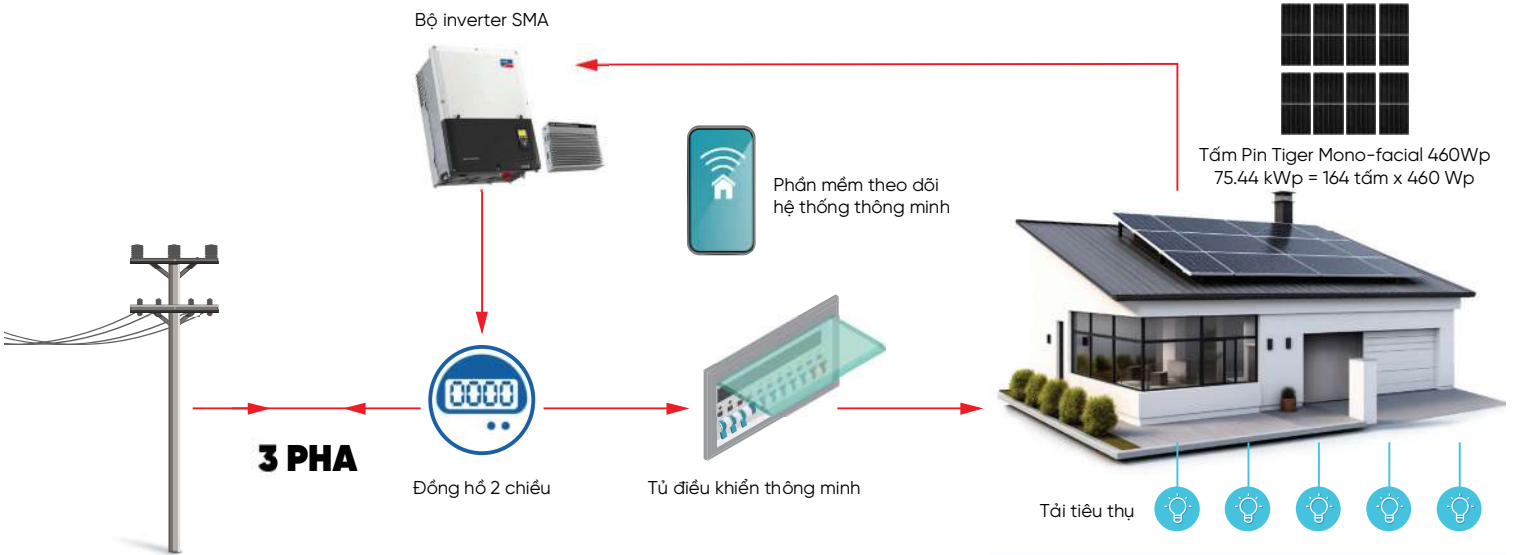 Bộ inverter SMA
Tấm Pin Tiger Mono-facial 460Wp
75.44 kWp = 164 tấm x 460 Wp
Phần mềm theo dõi
hệ thống thông minh
0000
3 PHA
Đồng hồ 2 chiều
Tủ điều khiển thông minh
Tải tiêu thụ